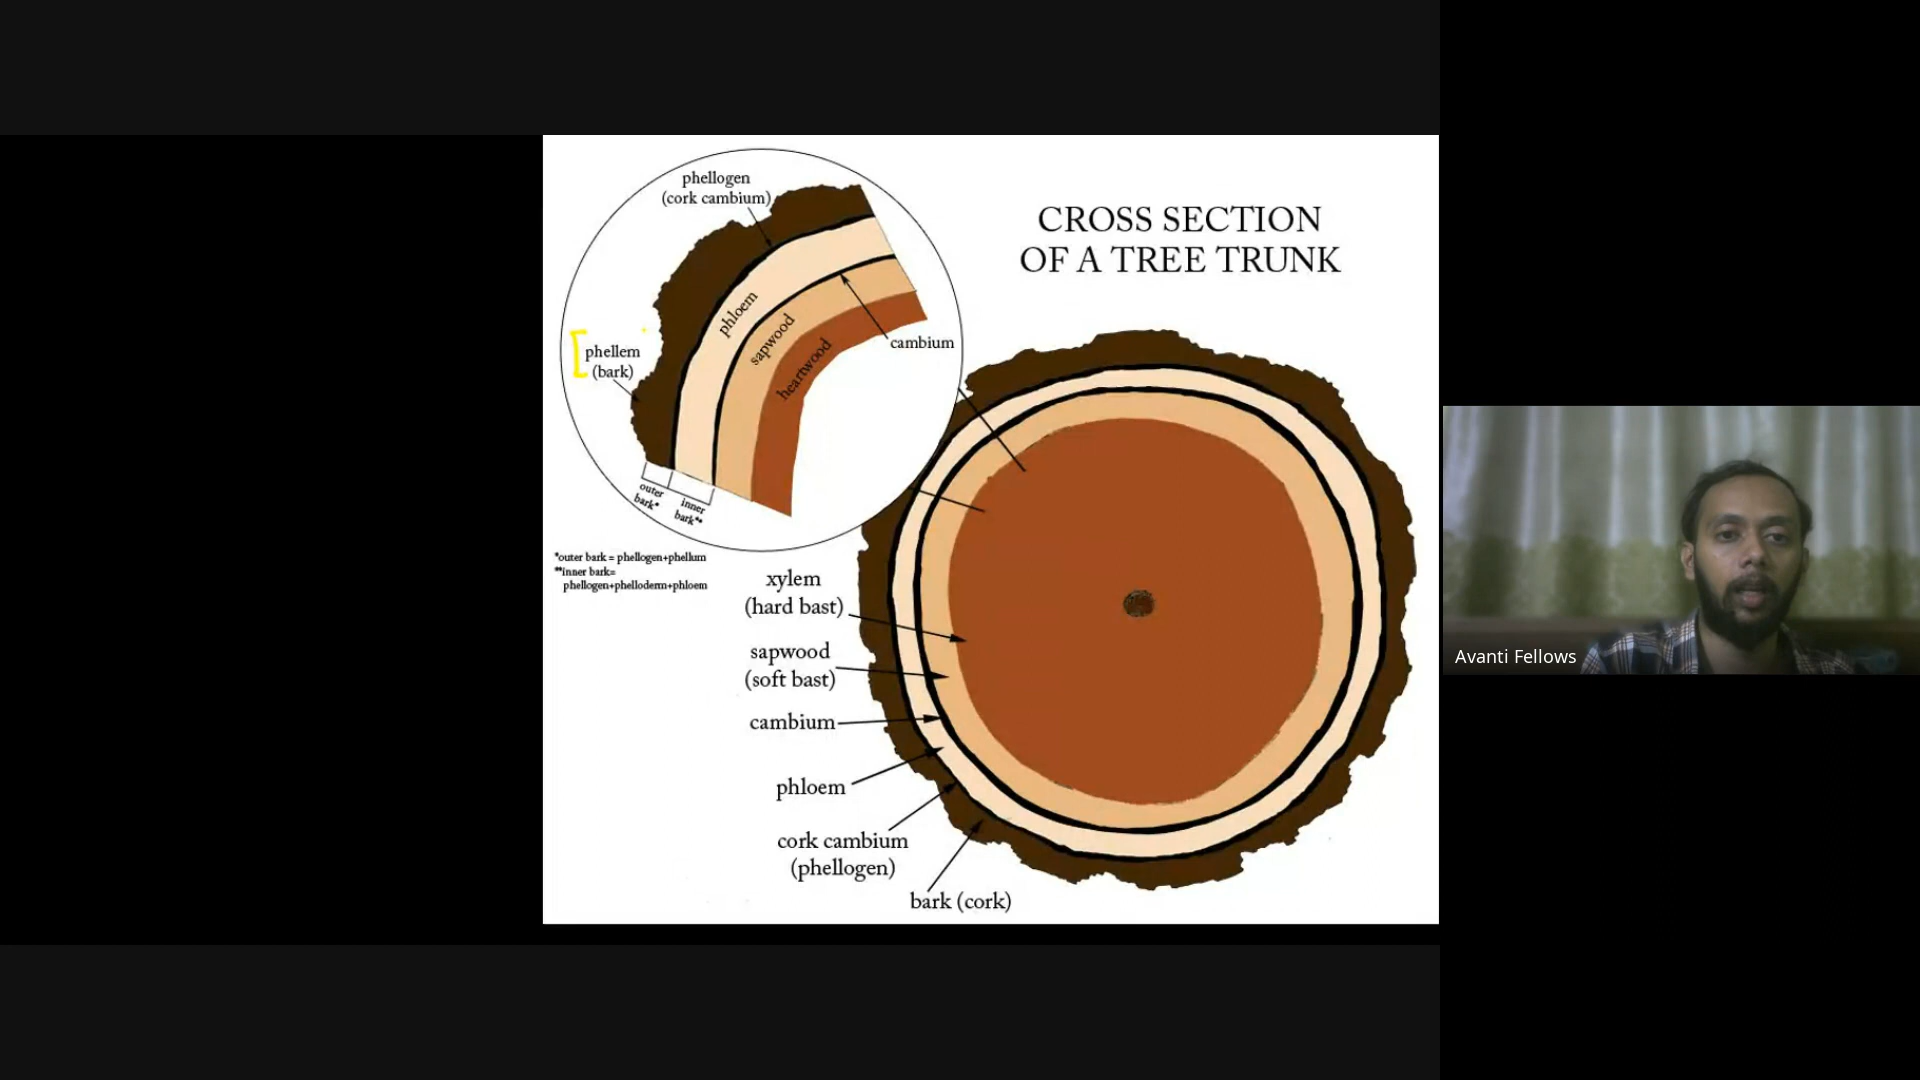 CROSS SECTION
OF A TREE TRUNK
phellogen
(cork cambium)
phloem
sapwood
heartwood
cambium
phellem
(bark)
outer
bark*
inner
bark**
*outer bark = phellogen+phellum
**inner bark=
phellogen+phelloderm+phloem
xylem
(hard bast)
sapwood
(soft bast)
cambium
phloem
cork cambium
(phellogen)
bark (cork)
Avanti Fellows